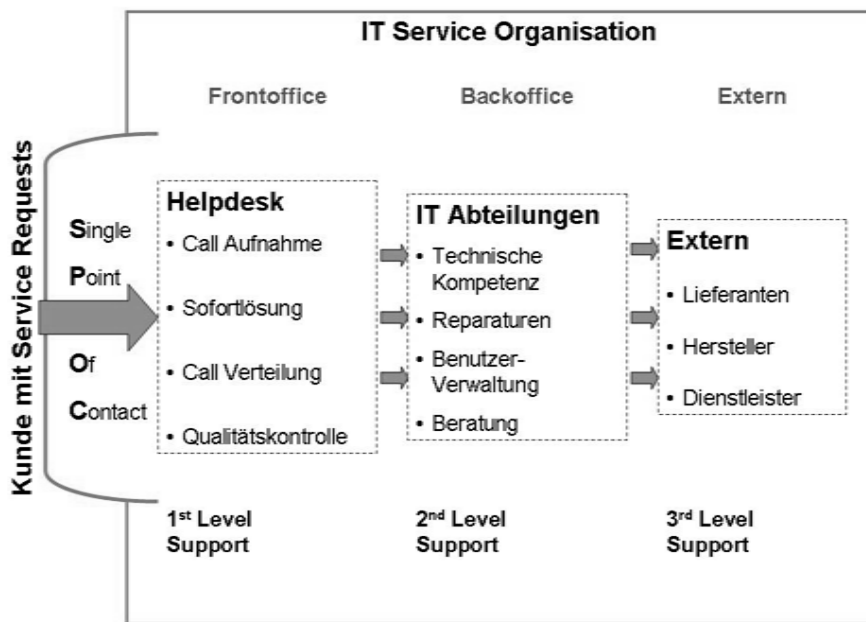 IT Service Organisation
Frontoffice
Backoffice
Extern
Kunde mit Service Requests
Single
Point
Of
Contact
Helpdesk
• Call Aufnahme
• Sofortlösung
• Call Verteilung
• Qualitätskontrolle
IT Abteilungen
• Technische
Kompetenz
• Reparaturen
• Benutzer-
Verwaltung
• Beratung
Extern
• Lieferanten
• Hersteller
• Dienstleister
1st Level
Support
2nd Level
Support
3rd Level
Support